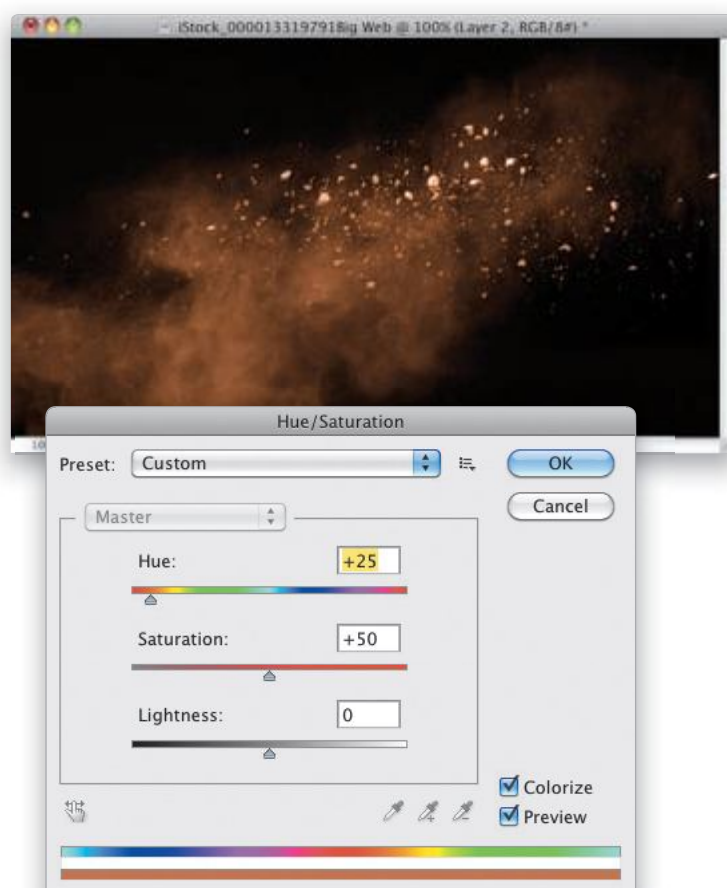 iStock_000013319791Big Web @ 100% (Layer 2, RGB/8#) *
10
Hue/Saturation
Preset: Custom OK
Cancel
Master
Hue: +25
Saturation: +50
Lightness: 0
Colorize
Preview